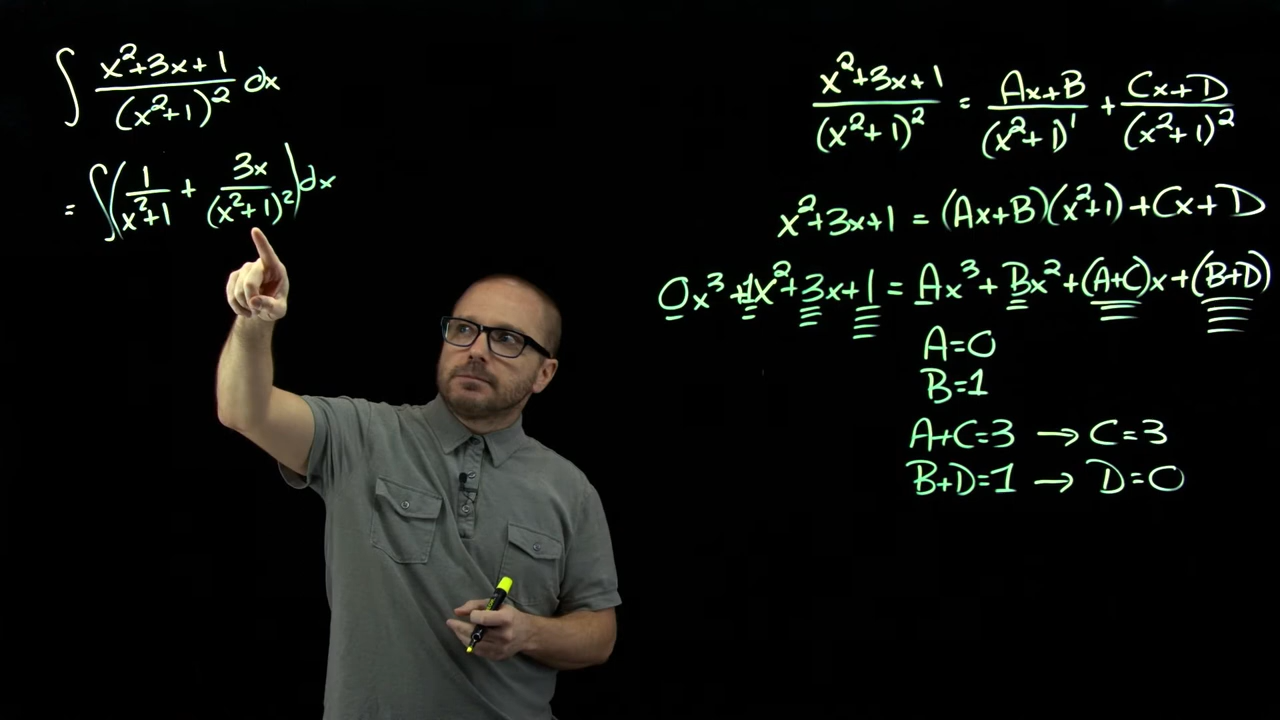 ∫ x²+3x+1/(x²+1)² dx
= ∫(1/x²+1 + 3x/(x²+1)²)dx
x²+3x+1/(x²+1)² = Ax+B/(x²+1)¹ + Cx+D/(x²+1)²
x²+3x+1 = (Ax+B)(x²+1)+Cx+D
0x³+1x²+3x+1 = Ax³+Bx²+(A+C)x+(B+D)
A=0
B=1
A+C=3 → C=3
B+D=1 → D=0